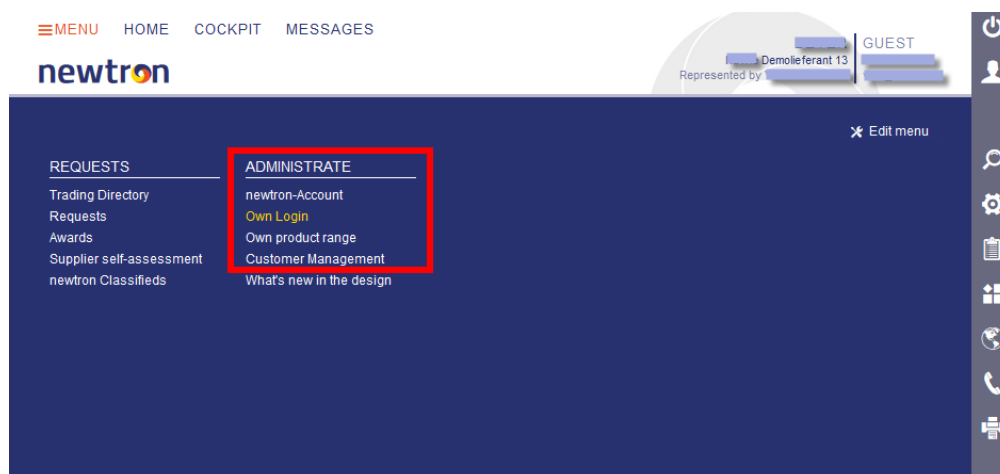 MENU HOME COCKPIT MESSAGES
newtron
GUEST
Demolieferant 13
Represented by
Edit menu
REQUESTS
Trading Directory
Requests
Awards
Supplier self-assessment
newtron Classifieds
ADMINISTRATE
newtron-Account
Own Login
Own product range
Customer Management
What's new in the design